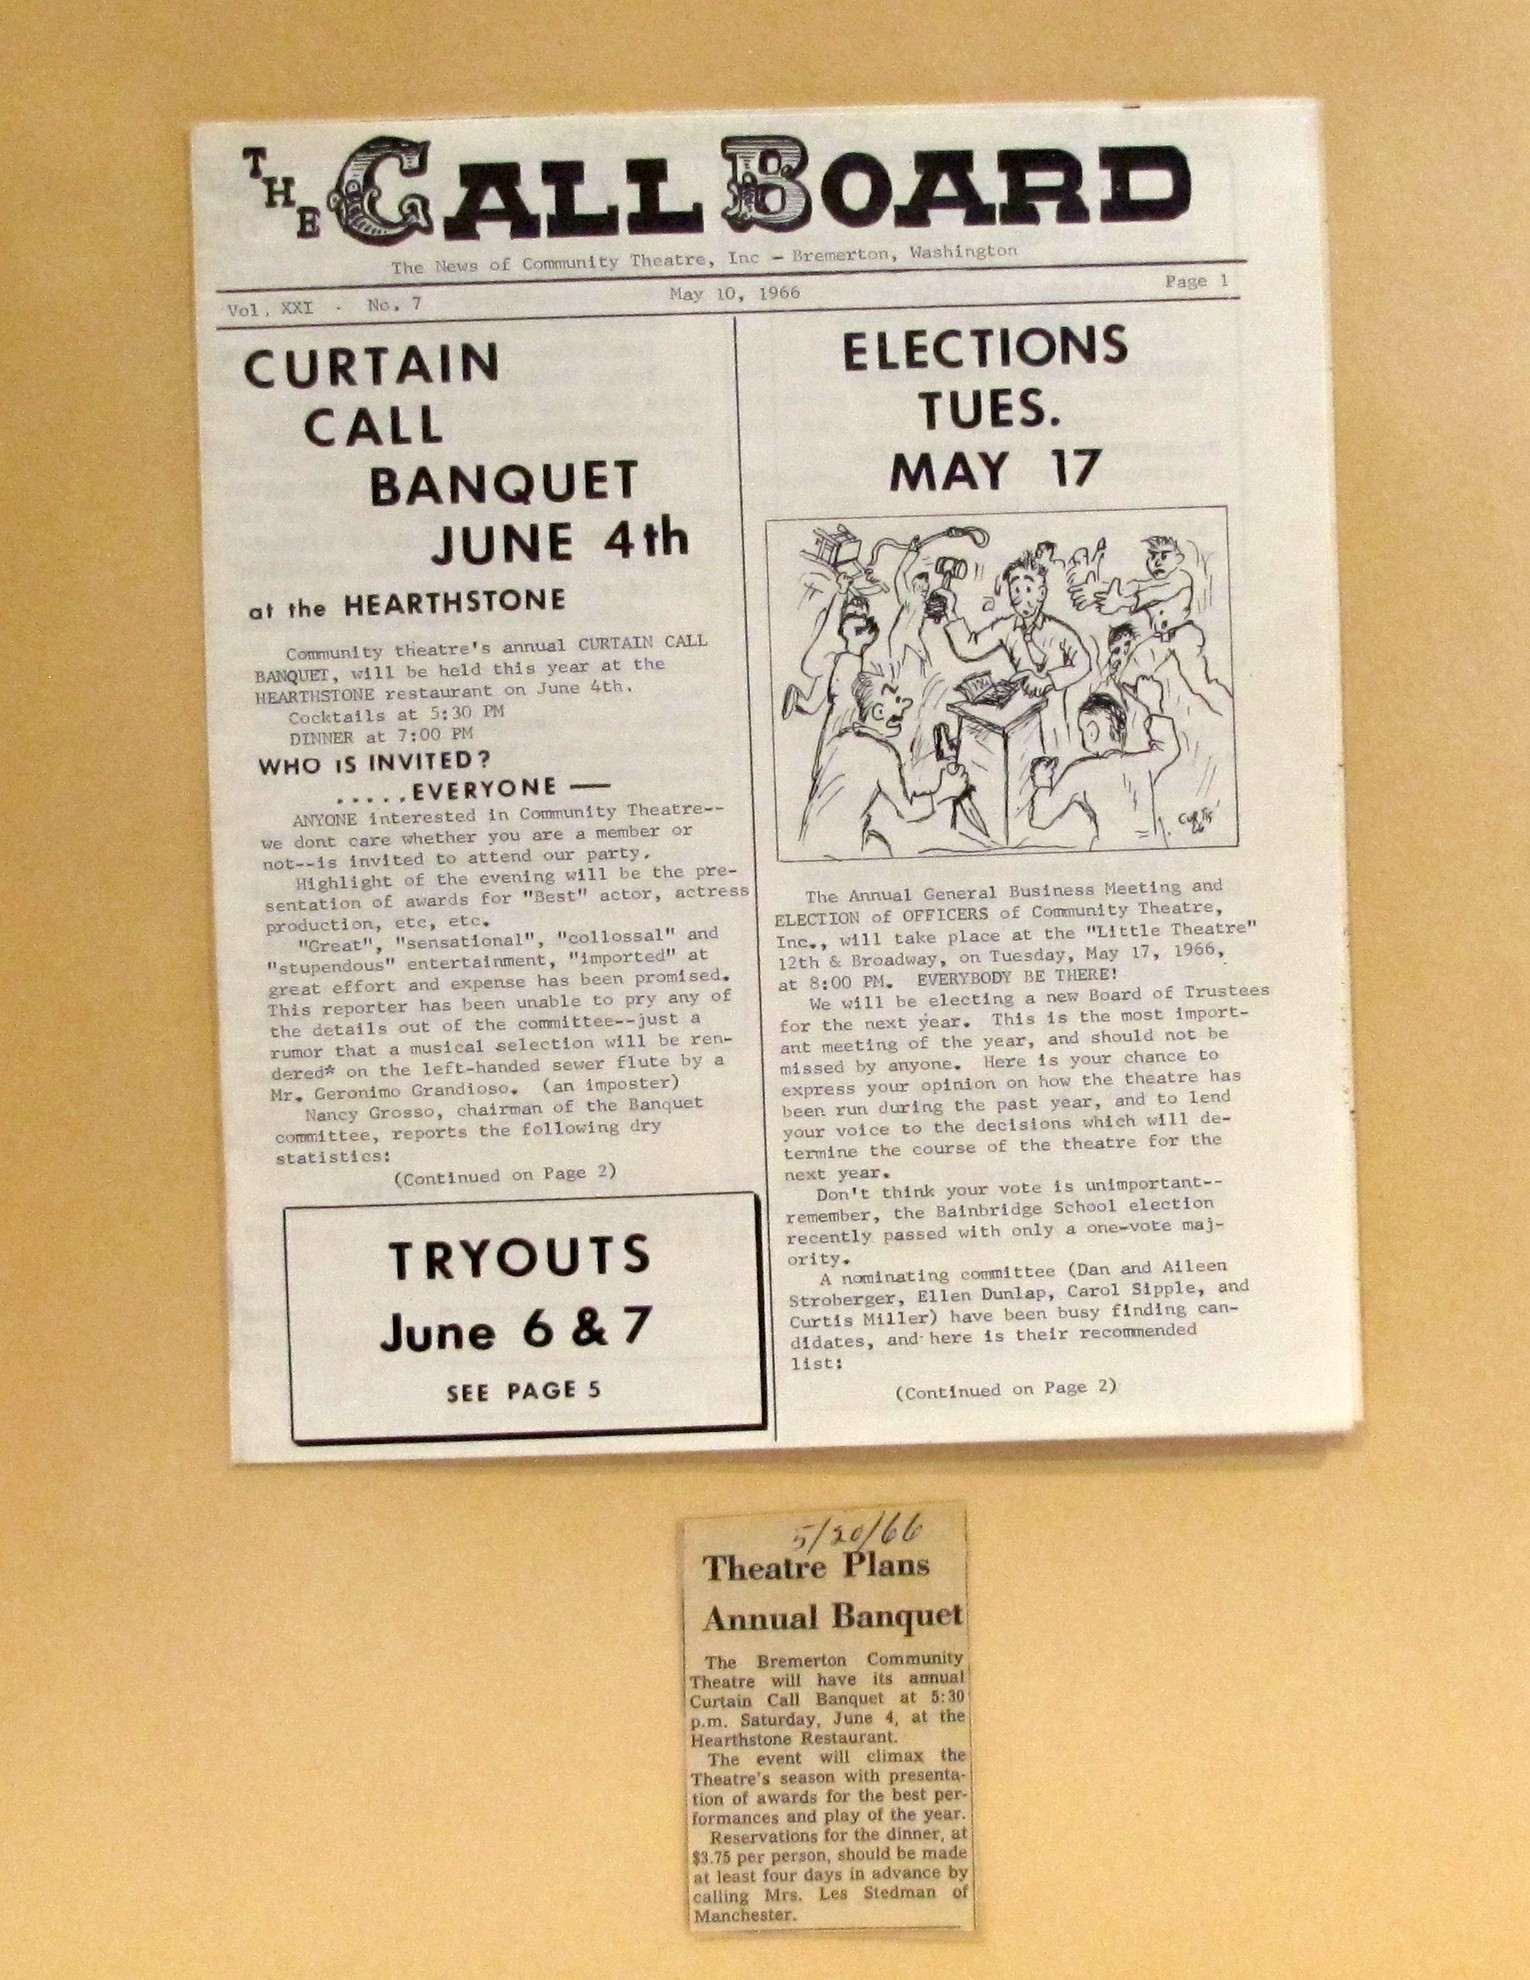 THE CALL BOARD
The News of Community Theatre, Inc - Bremerton, Washington
Vol. XXI . No. 7 May 10, 1966 Page 1
CURTAIN
CALL
BANQUET
JUNE 4th
at the HEARTHSTONE
Community theatre's annual CURTAIN CALL
BANQUET, will be held this year at the
HEARTHSTONE restaurant on June 4th.
Cocktails at 5:30 PM
DINNER at 7:00 PM
WHO IS INVITED?
.....EVERYONE —
ANYONE interested in Community Theatre--
we dont care whether you are a member or
not--is invited to attend our party.
Highlight of the evening will be the pre-
sentation of awards for "Best" actor, actress
production, etc, etc.
"Great", "sensational", "collossal" and
"stupendous" entertainment, "imported" at
great effort and expense has been promised.
This reporter has been unable to pry any of
the details out of the committee--just a
rumor that a musical selection will be ren-
dered* on the left-handed sewer flute by a
Mr. Geronimo Grandioso. (an imposter)
Nancy Grosso, chairman of the Banquet
committee, reports the following dry
statistics:
(Continued on Page 2)
TRYOUTS
June 6 & 7
SEE PAGE 5
ELECTIONS
TUES.
MAY 17
CURTIS
66
The Annual General Business Meeting and
ELECTION of OFFICERS of Community Theatre,
Inc., will take place at the "Little Theatre"
12th & Broadway, on Tuesday, May 17, 1966,
at 8:00 PM. EVERYBODY BE THERE!
We will be electing a new Board of Trustees
for the next year. This is the most import-
ant meeting of the year, and should not be
missed by anyone. Here is your chance to
express your opinion on how the theatre has
been run during the past year, and to lend
your voice to the decisions which will de-
termine the course of the theatre for the
next year.
Don't think your vote is unimportant--
remember, the Bainbridge School election
recently passed with only a one-vote maj-
ority.
A nominating committee (Dan and Aileen
Stroberger, Ellen Dunlap, Carol Sipple, and
Curtis Miller) have been busy finding can-
didates, and here is their recommended
list:
(Continued on Page 2)
5/20/66
Theatre Plans
Annual Banquet
The Bremerton Community
Theatre will have its annual
Curtain Call Banquet at 5:30
p.m. Saturday, June 4, at the
Hearthstone Restaurant.
The event will climax the
Theatre's season with presenta-
tion of awards for the best per-
formances and play of the year.
Reservations for the dinner, at
$3.75 per person, should be made
at least four days in advance by
calling Mrs. Les Stedman of
Manchester.